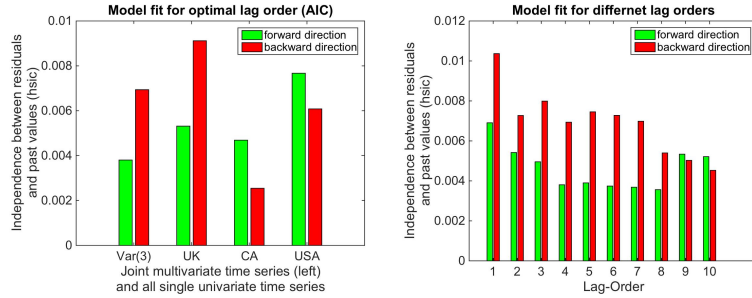 Model fit for optimal lag order (AIC)
Independence between residuals
and past values (hsic)
0.01
0.008
0.006
0.004
0.002
0
forward direction
backward direction
Var(3) UK CA USA
Joint multivariate time series (left)
and all single univariate time series
Model fit for differnet lag orders
Independence between residuals
and past values (hsic)
0.012
0.01
0.008
0.006
0.004
0.002
0
forward direction
backward direction
1 2 3 4 5 6 7 8 9 10
Lag-Order